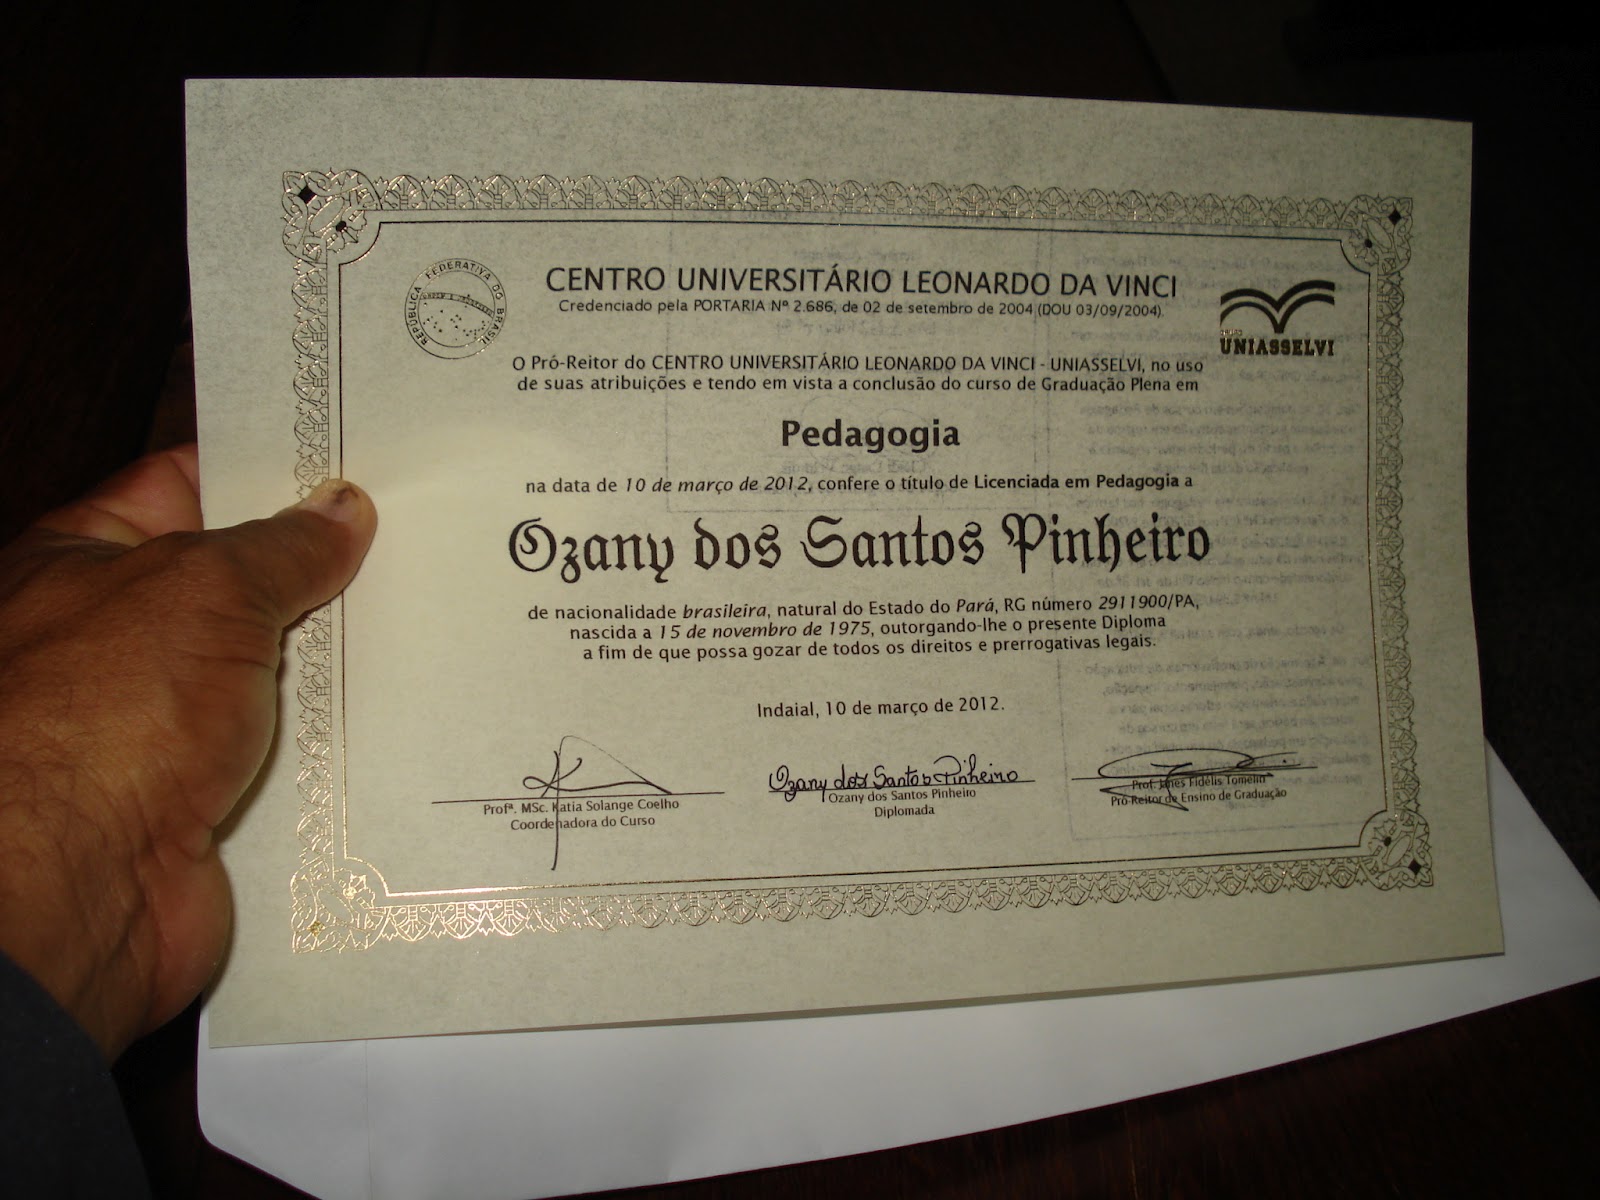 REPÚBLICA FEDERATIVA DO BRASIL
CENTRO UNIVERSITÁRIO LEONARDO DA VINCI
Credenciado pela PORTARIA Nº 2.686, de 02 de setembro de 2004 (DOU 03/09/2004).
UNIASSELVI
O Pró-Reitor do CENTRO UNIVERSITÁRIO LEONARDO DA VINCI - UNIASSELVI, no uso
de suas atribuições e tendo em vista a conclusão do curso de Graduação Plena em
Pedagogia
na data de 10 de março de 2012, confere o título de Licenciada em Pedagogia a
Ozany dos Santos Pinheiro
de nacionalidade brasileira, natural do Estado do Pará, RG número 2911900/PA,
nascida a 15 de novembro de 1975, outorgando-lhe o presente Diploma
a fim de que possa gozar de todos os direitos e prerrogativas legais.
Indaial, 10 de março de 2012.
Ozany dos Santos Pinheiro
Profª. MSc. Katia Solange Coelho
Coordenadora do Curso
Ozany dos Santos Pinheiro
Diplomada
Prof. Janes Fidélis Tomelin
Pró-Reitor de Ensino de Graduação